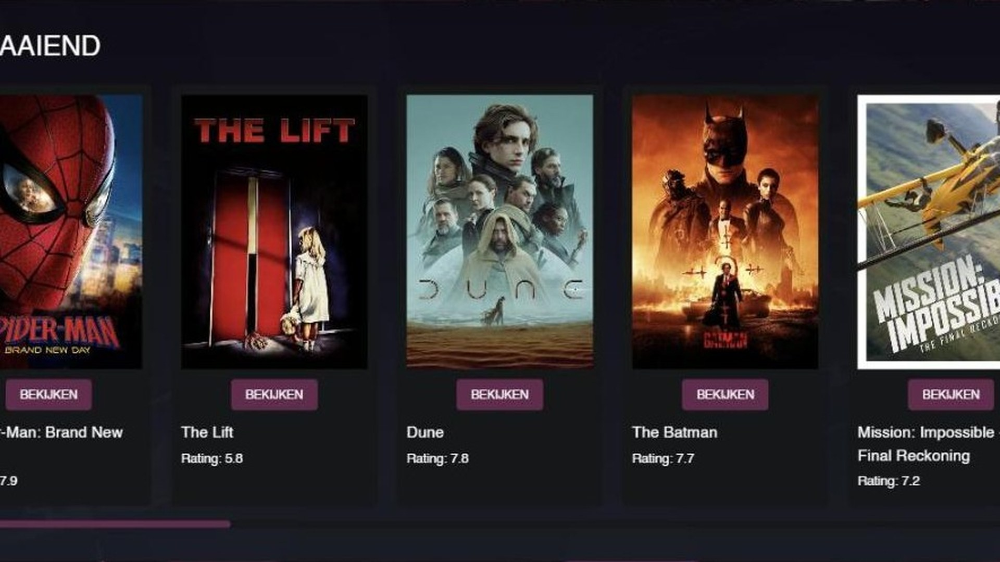 AAIEND
PIDER-MAN
BRAND NEW DAY
THE LIFT
DUNE
BATMAN
MISSION:
IMPOSSIB
THE FINAL RECKO
BEKIJKEN
BEKIJKEN
BEKIJKEN
BEKIJKEN
BEKIJKEN
r-Man: Brand New
7.9
The Lift
Rating: 5.8
Dune
Rating: 7.8
The Batman
Rating: 7.7
Mission: Impossible -
Final Reckoning
Rating: 7.2